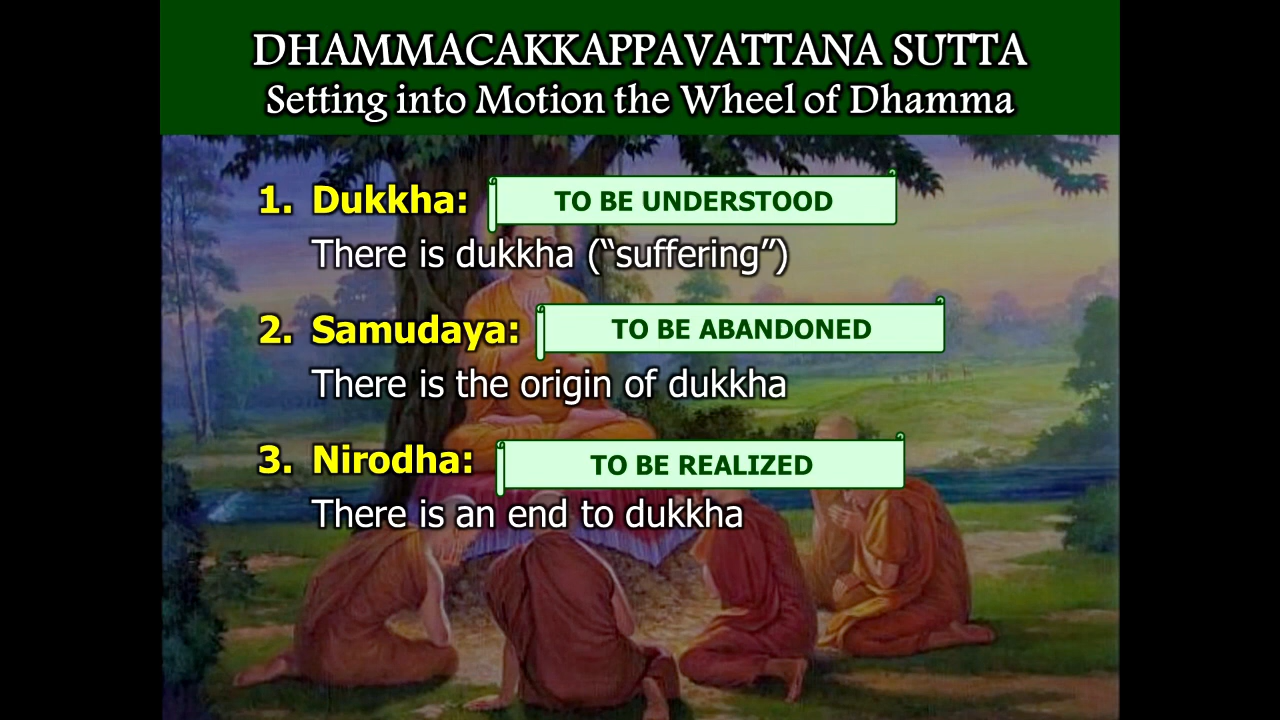 DHAMMACAKKAPPAVATTANA SUTTA
Setting into Motion the Wheel of Dhamma
1. Dukkha: TO BE UNDERSTOOD
There is dukkha (“suffering”)
2. Samudaya: TO BE ABANDONED
There is the origin of dukkha
3. Nirodha: TO BE REALIZED
There is an end to dukkha